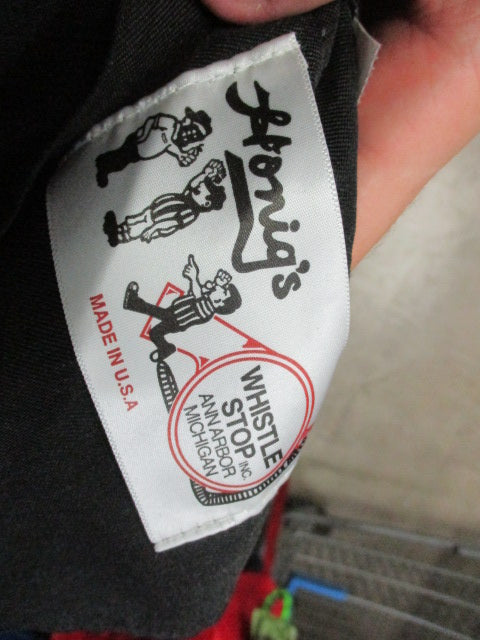 Honig's
WHISTLE
STOP INC.
ANN ARBOR
MICHIGAN
MADE IN U.S.A